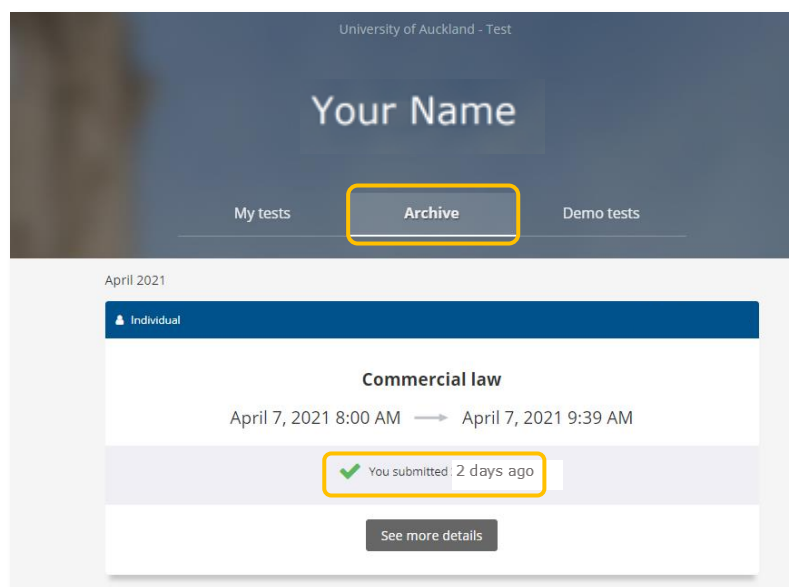 University of Auckland - Test
Your Name
My tests Archive Demo tests
April 2021
Individual
Commercial law
April 7, 2021 8:00 AM April 7, 2021 9:39 AM
You submitted 2 days ago
See more details